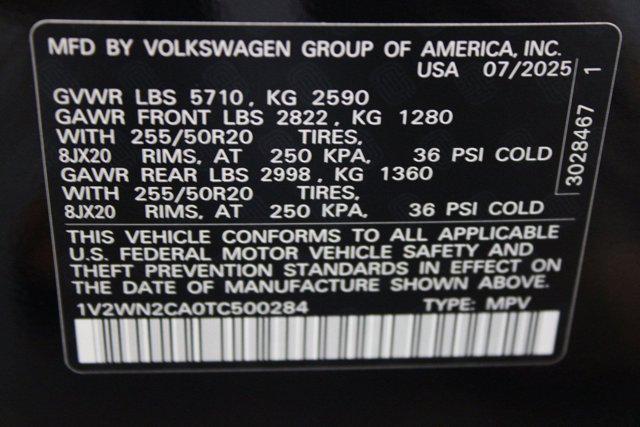 MFD BY VOLKSWAGEN GROUP OF AMERICA, INC.
USA 07/2025
GVWR LBS 5710, KG 2590
GAWR FRONT LBS 2822, KG 1280
WITH 255/50R20 TIRES,
8JX20 RIMS, AT 250 KPA, 36 PSI COLD
GAWR REAR LBS 2998, KG 1360
WITH 255/50R20 TIRES,
8JX20 RIMS, AT 250 KPA, 36 PSI COLD
3028467 1
THIS VEHICLE CONFORMS TO ALL APPLICABLE
U.S. FEDERAL MOTOR VEHICLE SAFETY AND
THEFT PREVENTION STANDARDS IN EFFECT ON
THE DATE OF MANUFACTURE SHOWN ABOVE.
1V2WN2CA0TC500284 TYPE: MPV